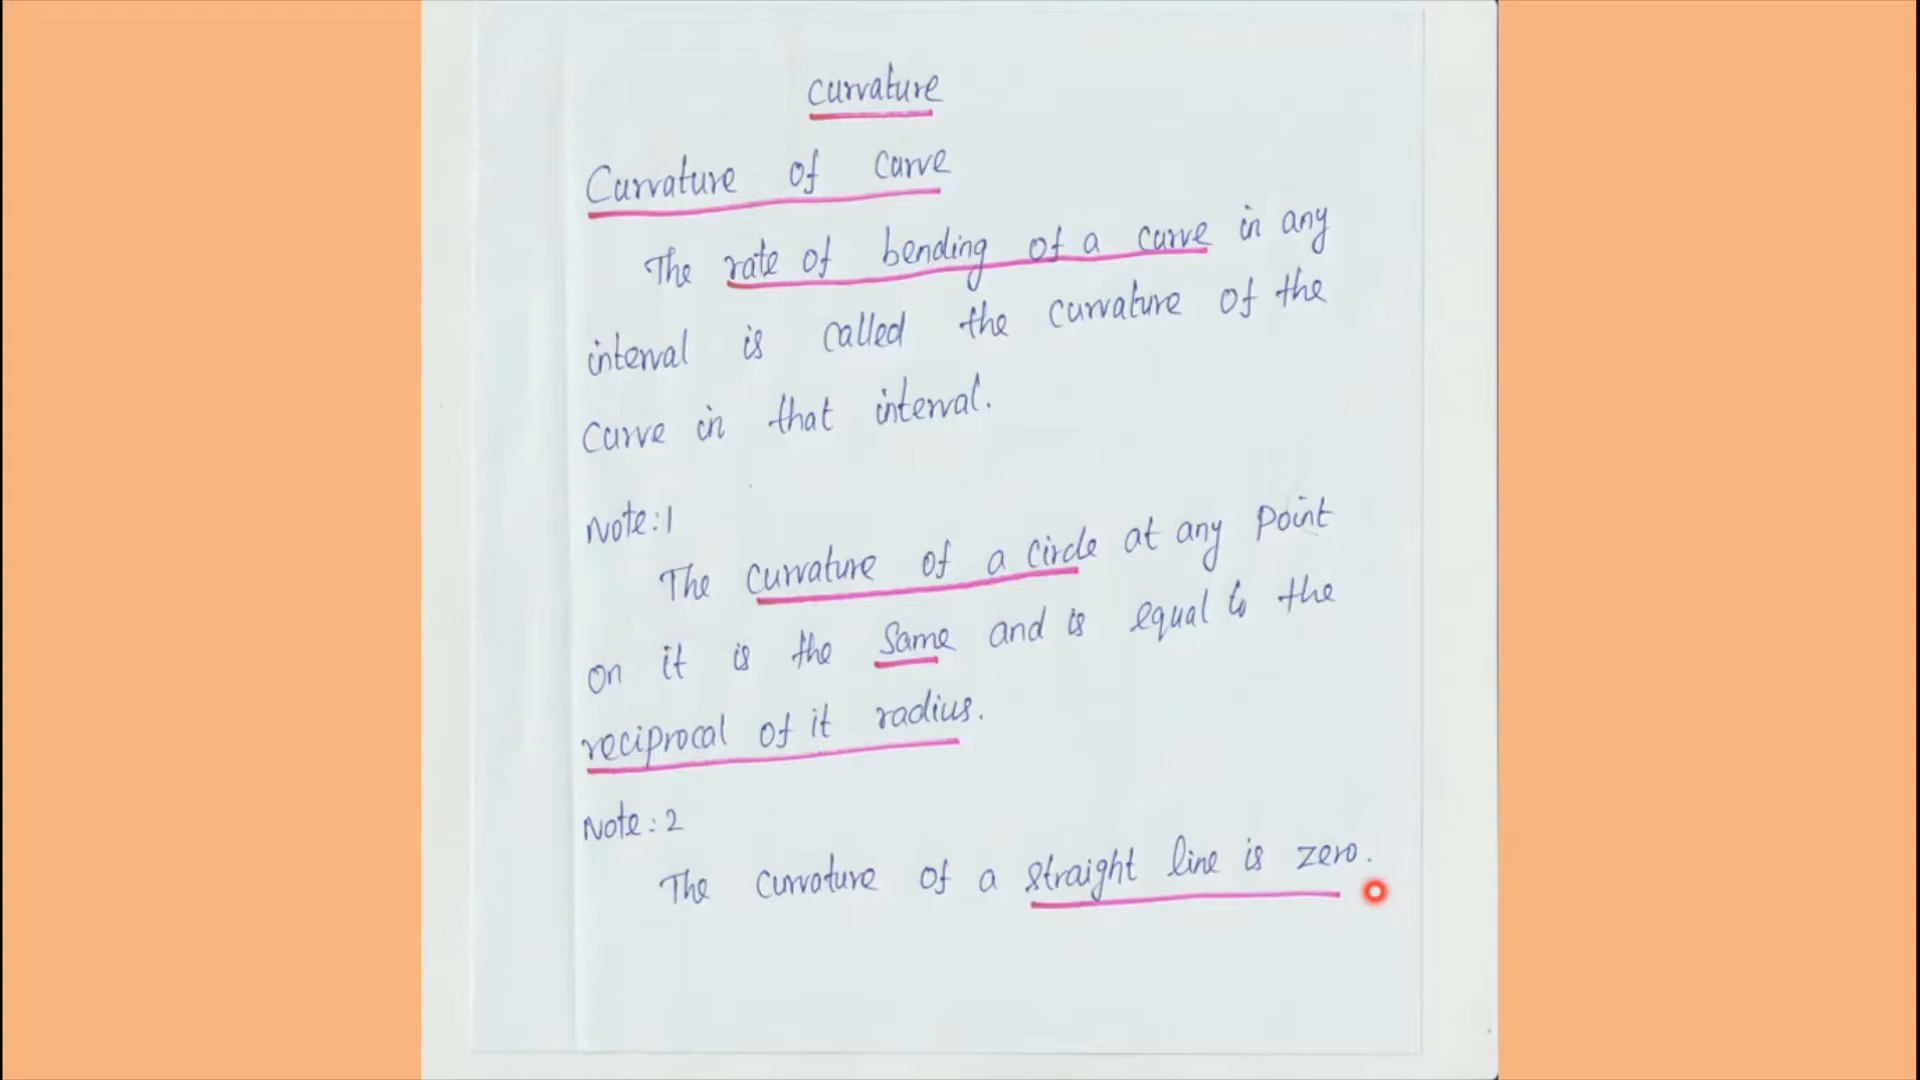 Curvature
Curvature of Curve
The rate of bending of a curve in any
interval is called the curvature of the
Curve in that interval.
Note:1
The curvature of a circle at any point
on it is the Same and is equal to the
reciprocal of it radius.
Note:2
The curvature of a straight line is zero.